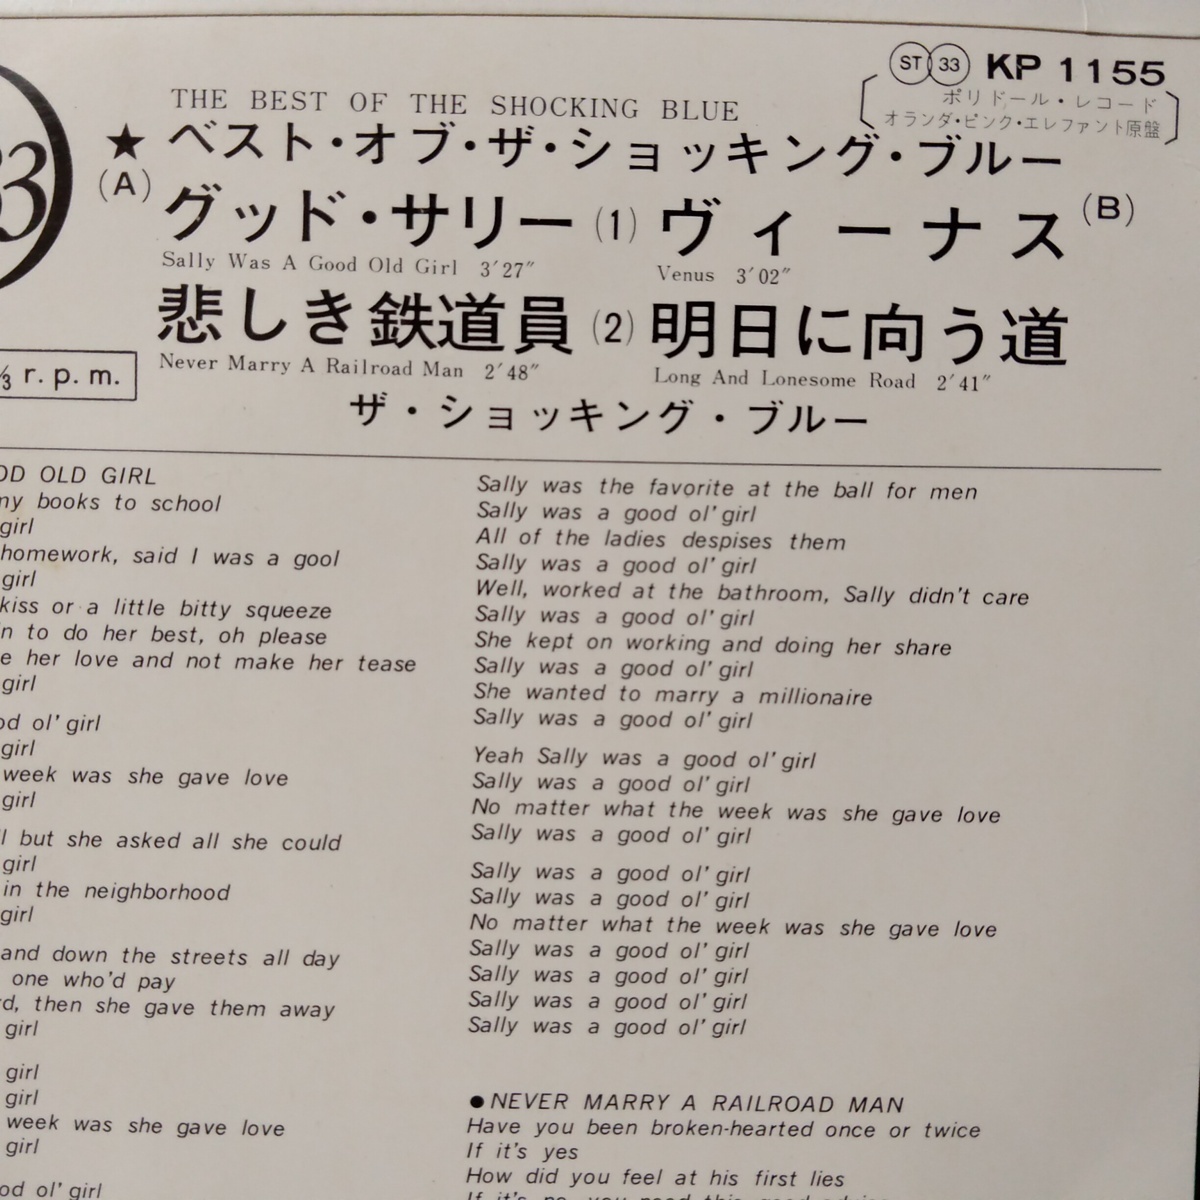 ST 33 KP 1155
ポリドール・レコード
オランダ・ピンク・エレファント原盤
THE BEST OF THE SHOCKING BLUE
★ベスト・オブ・ザ・ショッキング・ブルー
(A) グッド・サリー (1) ヴィーナス (B)
Sally Was A Good Old Girl 3′27″ Venus 3′02″
悲しき鉄道員 (2) 明日に向う道
Never Marry A Railroad Man 2′48″ Long And Lonesome Road 2′41″
ザ・ショッキング・ブルー
33
⅓ r.p.m.
OLD GIRL
my books to school
girl
homework, said I was a gool
girl
kiss or a little bitty squeeze
to do her best, oh please
her love and not make her tease
girl
ol' girl
girl
week was she gave love
girl
but she asked all she could
girl
in the neighborhood
girl
and down the streets all day
one who'd pay
then she gave them away
girl
girl
girl
week was she gave love
girl
ol' girl
Sally was the favorite at the ball for men
Sally was a good ol' girl
All of the ladies despises them
Sally was a good ol' girl
Well, worked at the bathroom, Sally didn't care
Sally was a good ol' girl
She kept on working and doing her share
Sally was a good ol' girl
She wanted to marry a millionaire
Sally was a good ol' girl
Yeah Sally was a good ol' girl
Sally was a good ol' girl
No matter what the week was she gave love
Sally was a good ol' girl
Sally was a good ol' girl
Sally was a good ol' girl
No matter what the week was she gave love
Sally was a good ol' girl
Sally was a good ol' girl
Sally was a good ol' girl
Sally was a good ol' girl
●NEVER MARRY A RAILROAD MAN
Have you been broken-hearted once or twice
If it's yes
How did you feel at his first lies